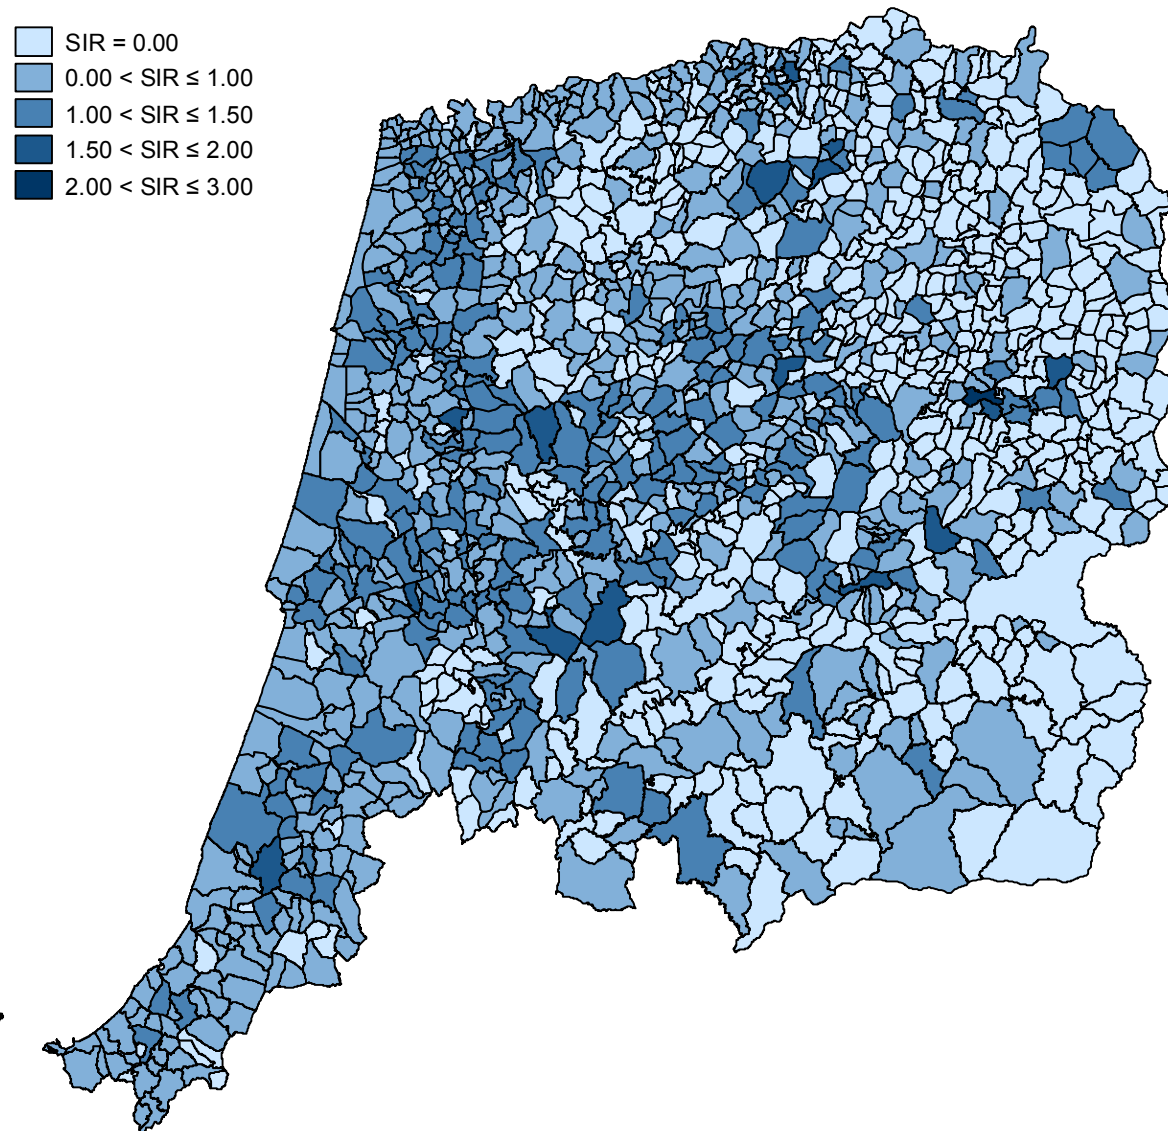 SIR = 0.00
0.00 < SIR ≤ 1.00
1.00 < SIR ≤ 1.50
1.50 < SIR ≤ 2.00
2.00 < SIR ≤ 3.00